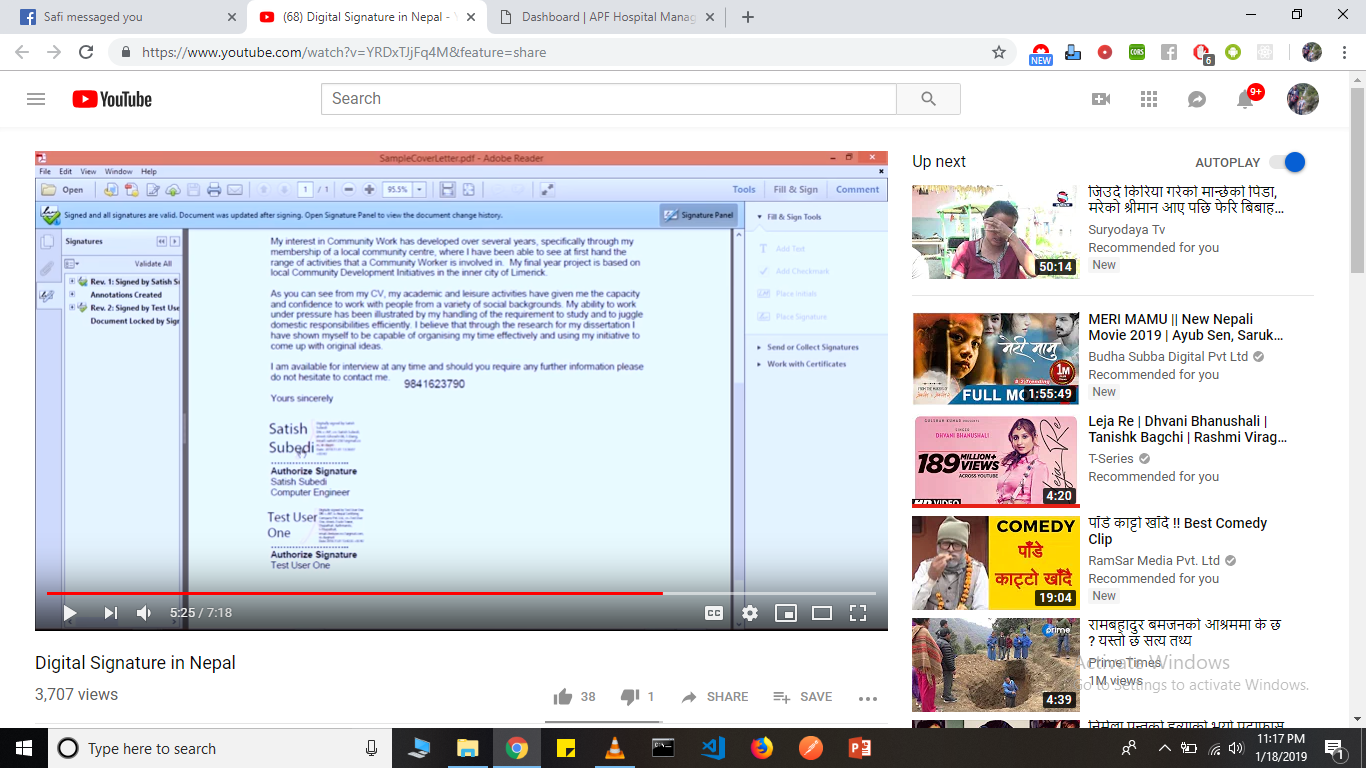 Safi messaged you
(68) Digital Signature in Nepal - Y
Dashboard | APF Hospital Manag
https://www.youtube.com/watch?v=YRDxTJjFq4M&feature=share
NEW
CORS
6
YouTube
Search
9+
SampleCoverLetter.pdf - Adobe Reader
File Edit View Window Help
Open 1 / 1 95.5% Tools Fill & Sign Comment
Signed and all signatures are valid. Document was updated after signing. Open Signature Panel to view the document change history.
Signature Panel
Signatures
Validate All
Rev. 1: Signed by Satish S
Annotations Created
Rev. 2: Signed by Test Use
Document Locked by Sign
My interest in Community Work has developed over several years, specifically through my
membership of a local community centre, where I have been able to see at first hand the
range of activities that a Community Worker is involved in. My final year project is based on
local Community Development Initiatives in the inner city of Limerick.
As you can see from my CV, my academic and leisure activities have given me the capacity
and confidence to work with people from a variety of social backgrounds. My ability to work
under pressure has been illustrated by my handling of the requirement to study and to juggle
domestic responsibilities efficiently. I believe that through the research for my dissertation I
have shown myself to be capable of organising my time effectively and using my initiative to
come up with original ideas.
I am available for interview at any time and should you require any further information please
do not hesitate to contact me. 9841623790
Yours sincerely
Satish
Subedi
Authorize Signature
Satish Subedi
Computer Engineer
Test User
One
Authorize Signature
Test User One
Fill & Sign Tools
Add Text
Add Checkmark
Place Initials
Place Signature
Send or Collect Signatures
Work with Certificates
5:25 / 7:18
CC
Digital Signature in Nepal
3,707 views
38 1 SHARE SAVE
Up next
AUTOPLAY
जिउदै किरिया गरेको मान्छेको पिडा,
मरेको श्रीमान आए पछि फेरि बिबाह...
Suryodaya Tv
Recommended for you
New
50:14
MERI MAMU || New Nepali
Movie 2019 | Ayub Sen, Saruk...
Budha Subba Digital Pvt Ltd
Recommended for you
New
मेरी मामु
1M
FULL MO
1:55:49
Leja Re | Dhvani Bhanushali |
Tanishk Bagchi | Rashmi Virag...
T-Series
Recommended for you
DHVANI BHANUSHALI
189 MILLION+
VIEWS
ACROSS YOUTUBE
Leja Re
HD VIDEO
4:20
पाँडे काट्टो खाँदै !! Best Comedy
Clip
RamSar Media Pvt. Ltd
Recommended for you
New
COMEDY
पाँडे
काट्टो खाँदै
19:04
रामबहादुर बमजनको आश्रममा के छ
? यस्तो छ सत्य तथ्य
Prime Times
1M views
prime
4:39
Activate Windows
Go to Settings to activate Windows.
Type here to search
11:17 PM
1/18/2019
1